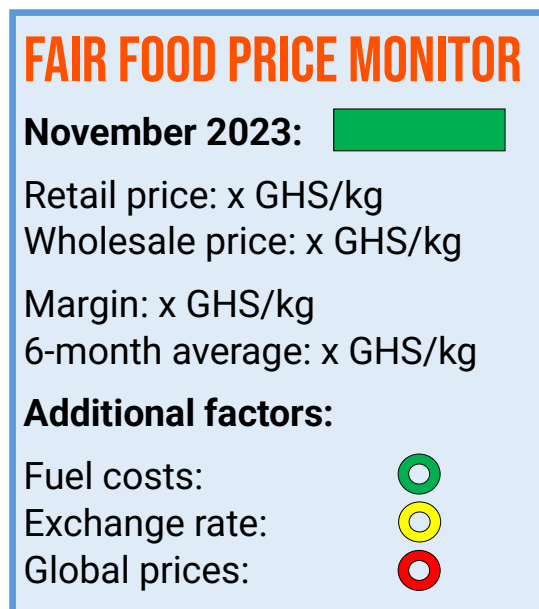 FAIR FOOD PRICE MONITOR
November 2023:
Retail price: x GHS/kg
Wholesale price: x GHS/kg
Margin: x GHS/kg
6-month average: x GHS/kg
Additional factors:
Fuel costs:
Exchange rate:
Global prices: